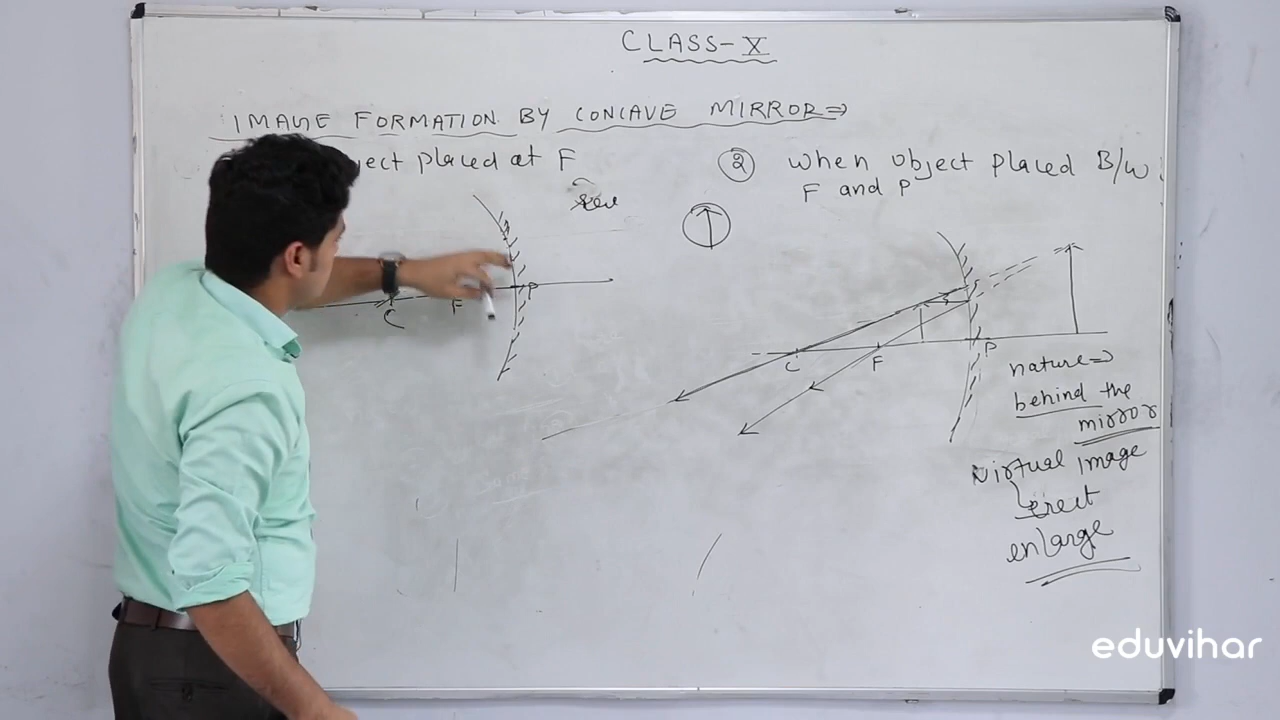 CLASS-X
IMAGE FORMATION BY CONCAVE MIRROR ⇒
ject placed at F
② When object placed B/W
F and P
C
F
P
C
F
P
nature ⇒
behind the
mirror
virtual image
erect
enlarge
eduvihar